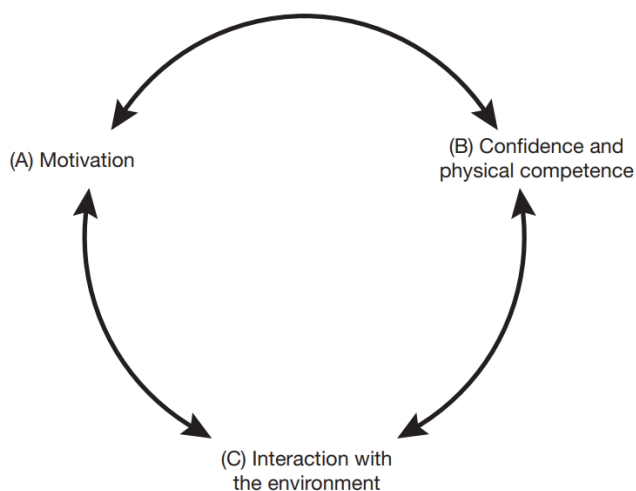 (A) Motivation
(B) Confidence and
physical competence
(C) Interaction with
the environment